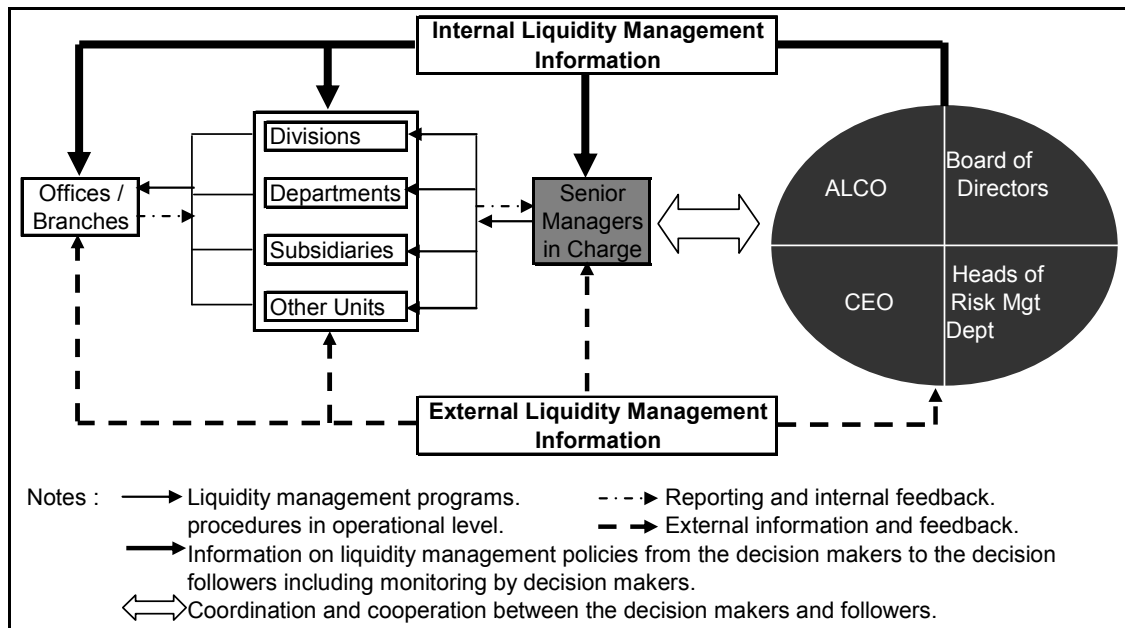 Internal Liquidity Management
Information
Divisions
Departments
Subsidiaries
Other Units
Offices /
Branches
Senior
Managers
in Charge
ALCO
Board of
Directors
CEO
Heads of
Risk Mgt
Dept
External Liquidity Management
Information
Notes :
Liquidity management programs.
procedures in operational level.
Reporting and internal feedback.
External information and feedback.
Information on liquidity management policies from the decision makers to the decision
followers including monitoring by decision makers.
Coordination and cooperation between the decision makers and followers.